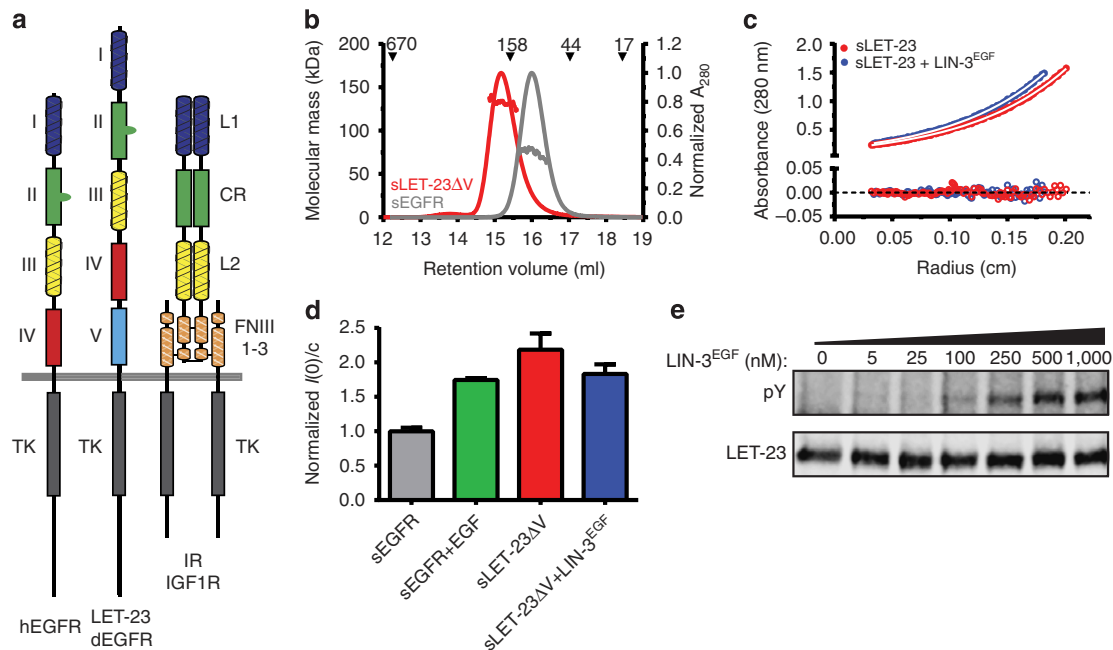 a
I
II
III
IV
TK
hEGFR
I
II
III
IV
V
TK
LET-23
dEGFR
L1
CR
L2
FNIII
1-3
TK
IR
IGF1R
b
670
158
44
17
Molecular mass (kDa)
200
150
100
50
0
Normalized A280
1.2
1.0
0.8
0.6
0.4
0.2
0.0
sLET-23ΔV
sEGFR
12 13 14 15 16 17 18 19
Retention volume (ml)
c
sLET-23
sLET-23 + LIN-3EGF
Absorbance (280 nm)
2.0
1.5
1.0
0.5
0.05
0.00
–0.05
0.00 0.05 0.10 0.15 0.20
Radius (cm)
d
Normalized I(0)/c
2.5
2.0
1.5
1.0
0.5
0.0
sEGFR
sEGFR+EGF
sLET-23ΔV
sLET-23ΔV+LIN-3EGF
e
LIN-3EGF (nM): 0 5 25 100 250 500 1,000
pY
LET-23